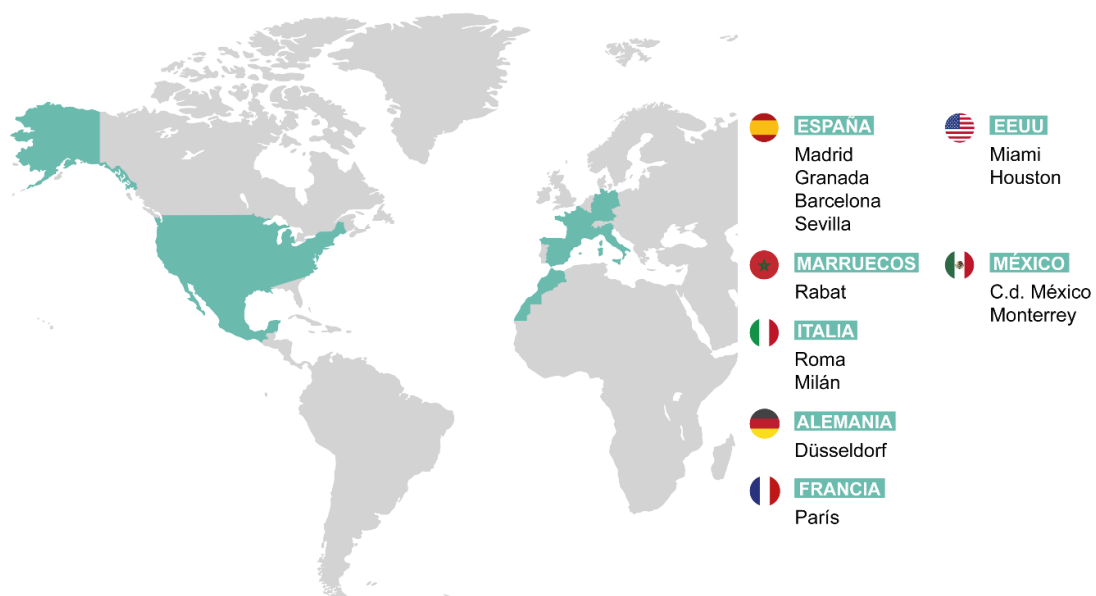 ESPAÑA
Madrid
Granada
Barcelona
Sevilla
MARRUECOS
Rabat
ITALIA
Roma
Milán
ALEMANIA
Düsseldorf
FRANCIA
París
EEUU
Miami
Houston
MÉXICO
C.d. México
Monterrey